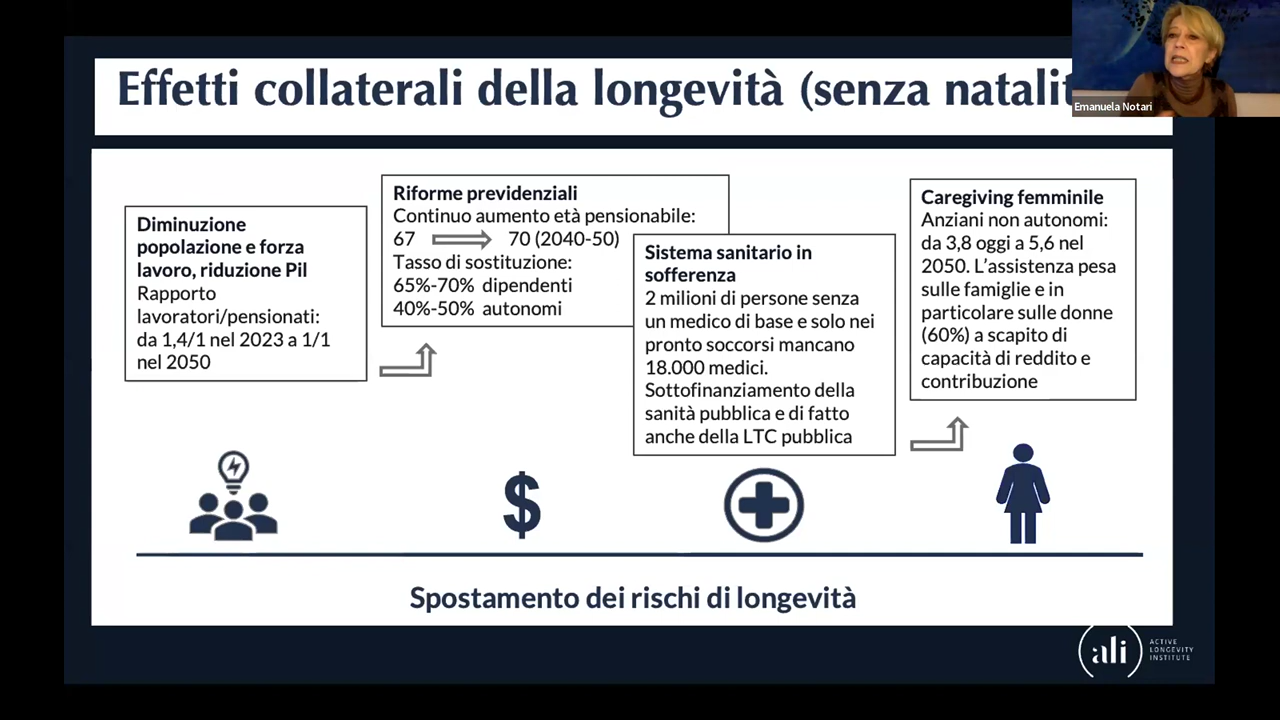 Effetti collaterali della longevità (senza natalit
Emanuela Notari
Diminuzione
popolazione e forza
lavoro, riduzione Pil
Rapporto
lavoratori/pensionati:
da 1,4/1 nel 2023 a 1/1
nel 2050
Riforme previdenziali
Continuo aumento età pensionabile:
67 70 (2040-50)
Tasso di sostituzione:
65%-70% dipendenti
40%-50% autonomi
Sistema sanitario in
sofferenza
2 milioni di persone senza
un medico di base e solo nei
pronto soccorsi mancano
18.000 medici.
Sottofinanziamento della
sanità pubblica e di fatto
anche della LTC pubblica
Caregiving femminile
Anziani non autonomi:
da 3,8 oggi a 5,6 nel
2050. L'assistenza pesa
sulle famiglie e in
particolare sulle donne
(60%) a scapito di
capacità di reddito e
contribuzione
$
Spostamento dei rischi di longevità
ali
ACTIVE
LONGEVITY
INSTITUTE